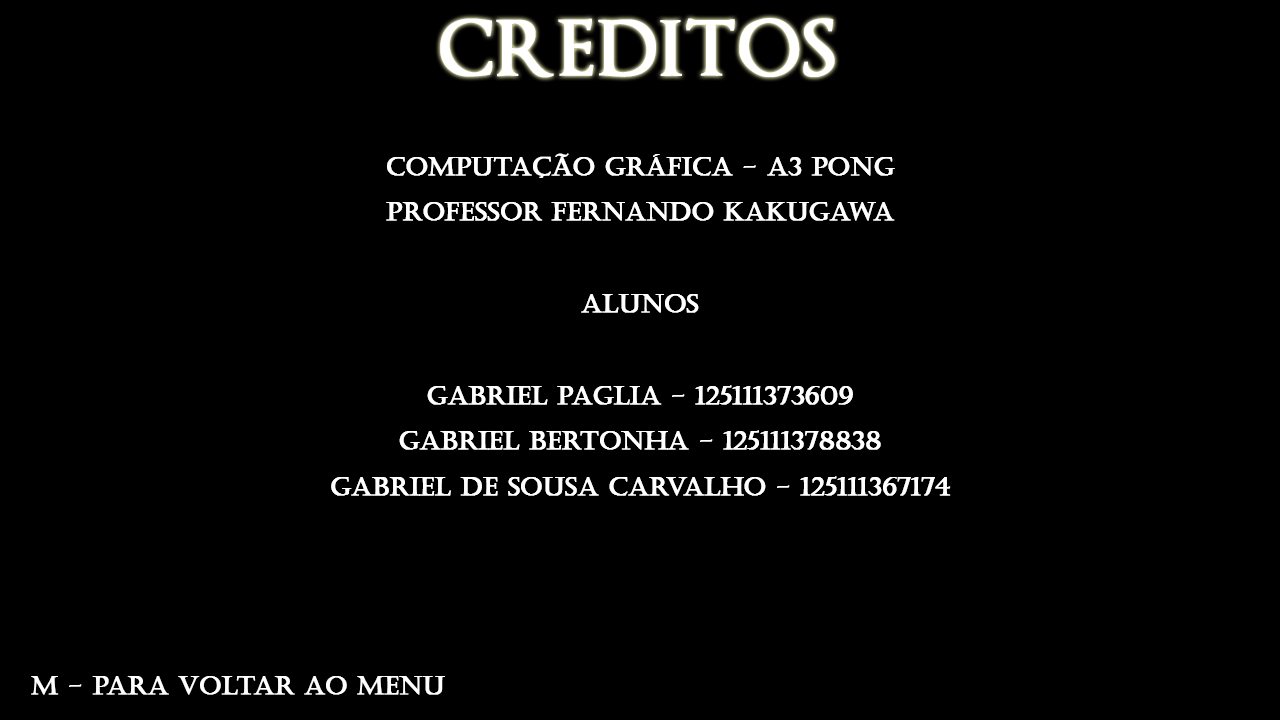 CREDITOS
COMPUTAÇÃO GRÁFICA - A3 PONG
PROFESSOR FERNANDO KAKUGAWA
ALUNOS
GABRIEL PAGLIA - 125111373609
GABRIEL BERTONHA - 125111378838
GABRIEL DE SOUSA CARVALHO - 125111367174
M - PARA VOLTAR AO MENU